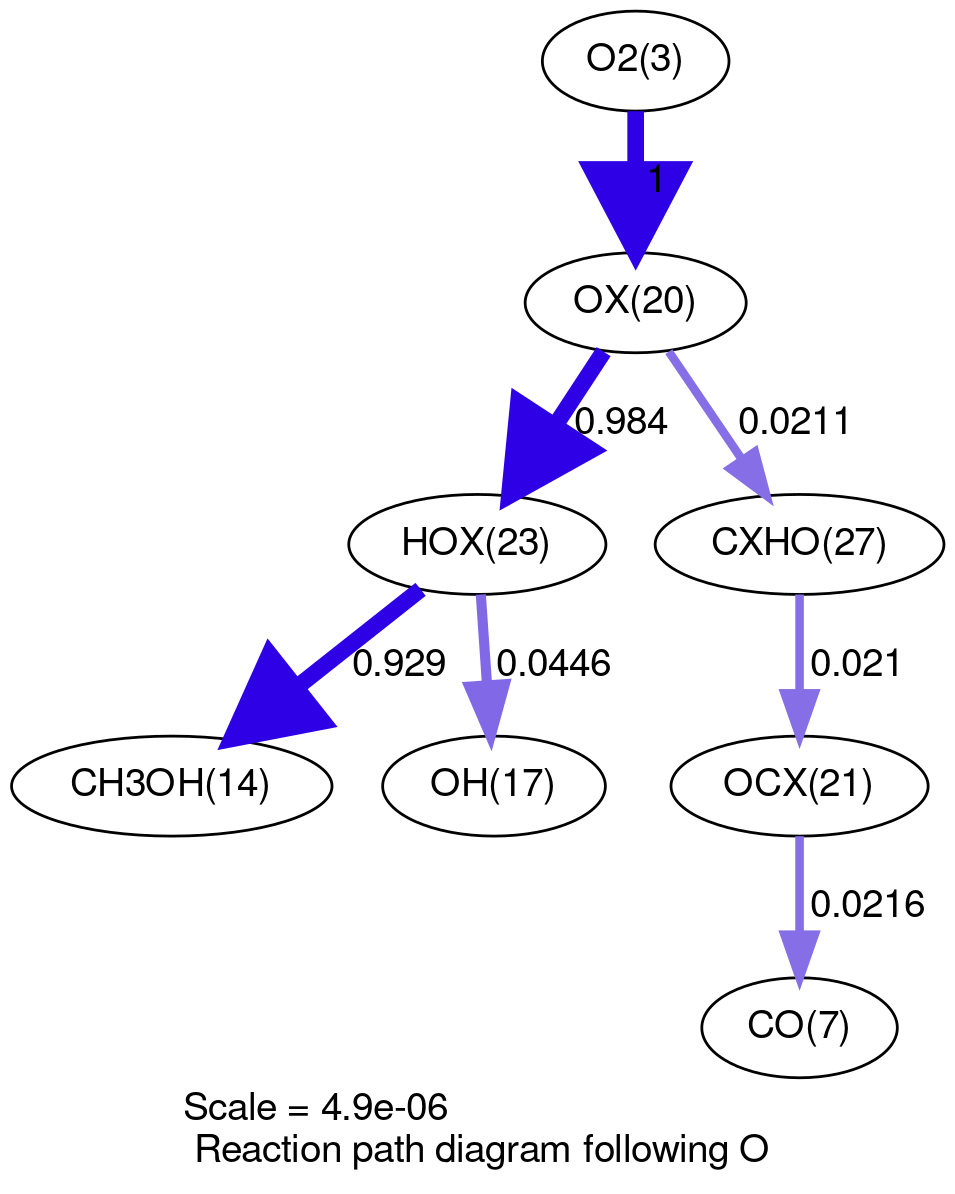 O2(3)
1
OX(20)
0.984
0.0211
HOX(23)
CXHO(27)
0.929
0.0446
0.021
CH3OH(14)
OH(17)
OCX(21)
0.0216
CO(7)
Scale = 4.9e-06
Reaction path diagram following O